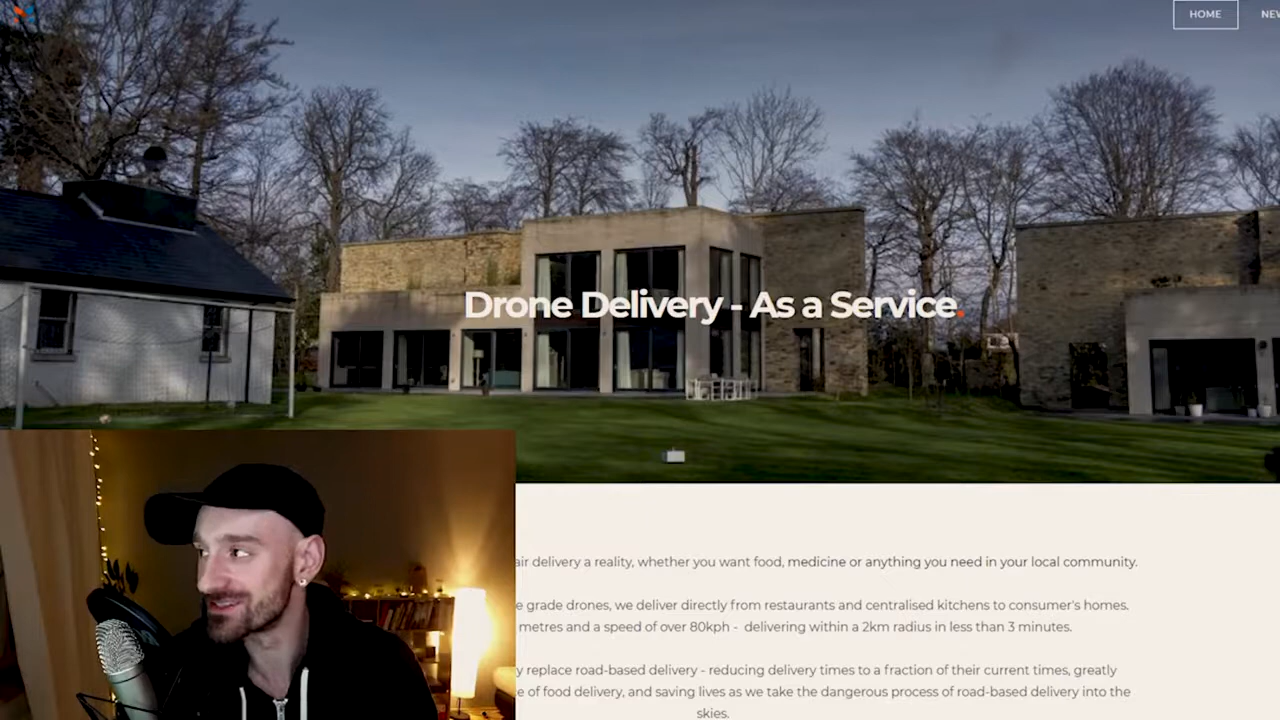 HOME
Drone Delivery - As a Service.
air delivery a reality, whether you want food, medicine or anything you need in your local community.
grade drones, we deliver directly from restaurants and centralised kitchens to consumer's homes.
metres and a speed of over 80kph - delivering within a 2km radius in less than 3 minutes.
replace road-based delivery - reducing delivery times to a fraction of their current times, greatly
of food delivery, and saving lives as we take the dangerous process of road-based delivery into the
skies.